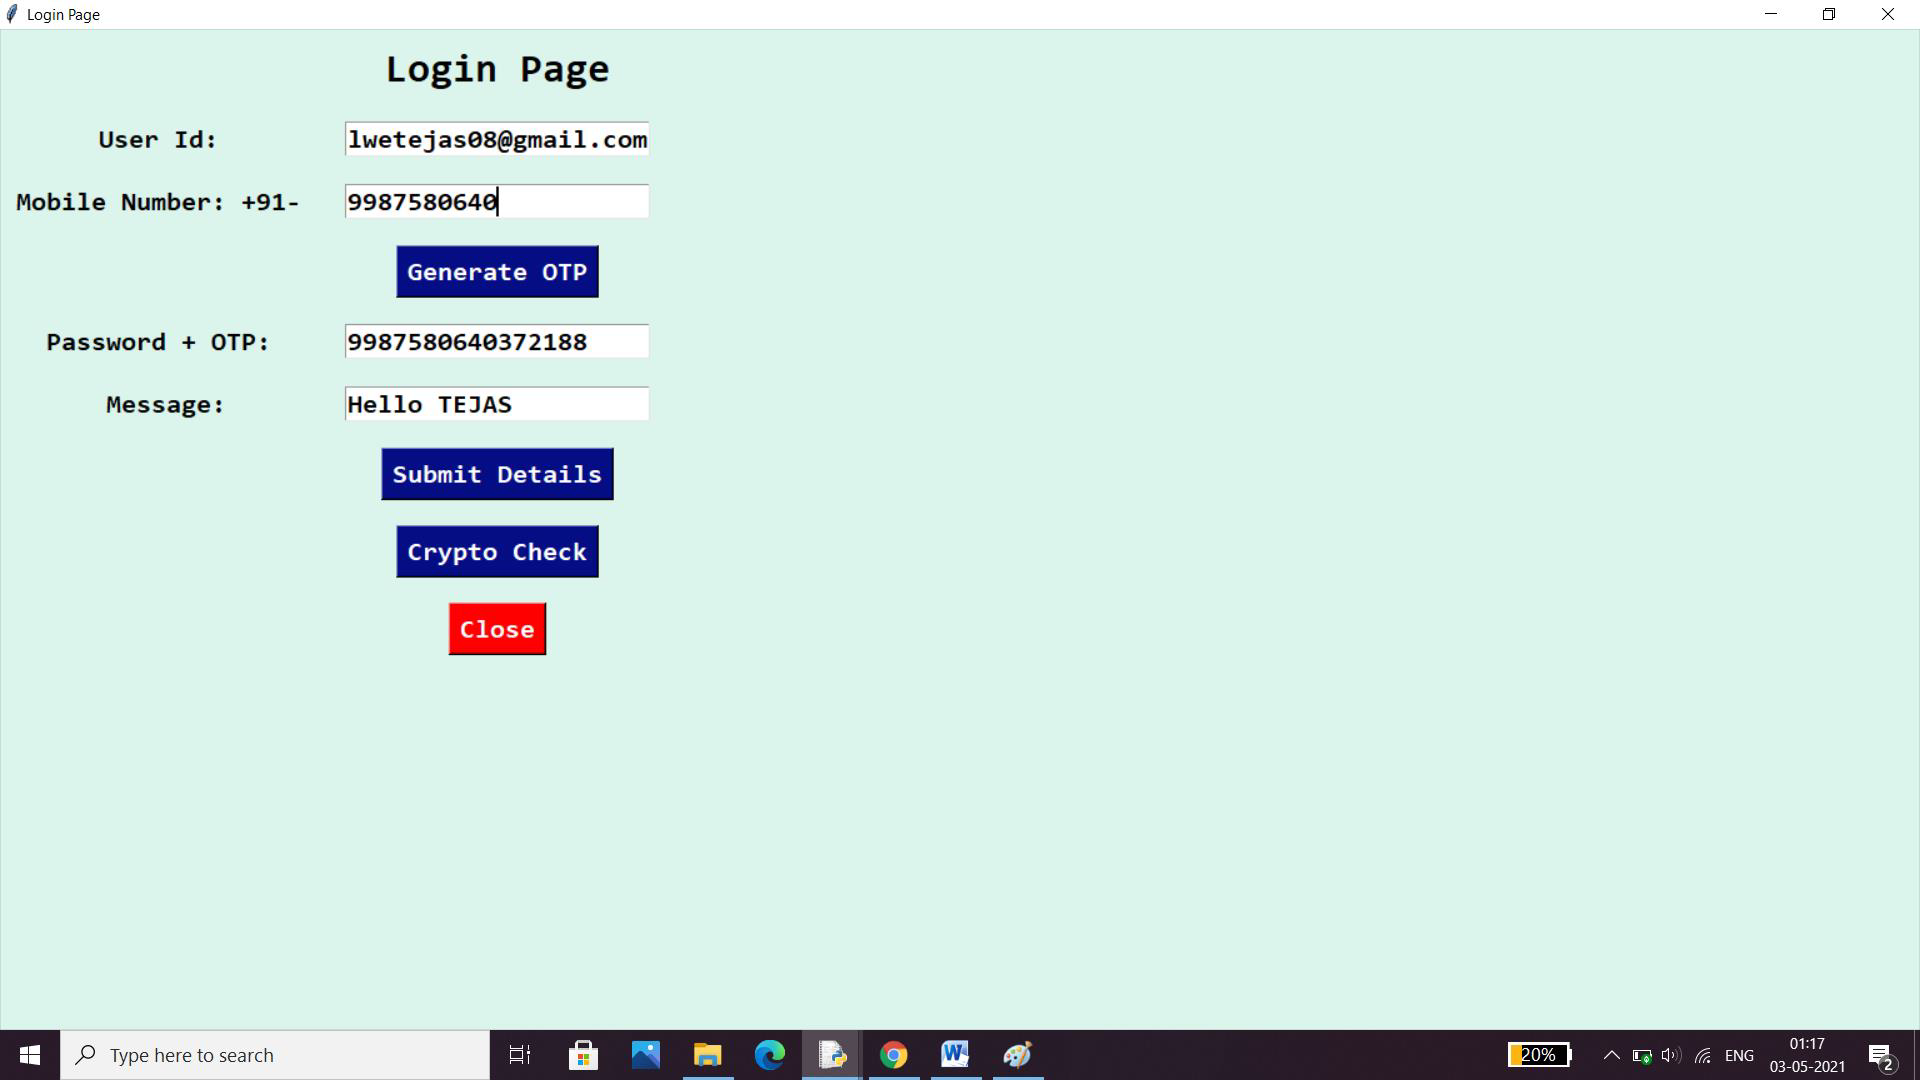 Login Page
Login Page
User Id: lwetejas08@gmail.com
Mobile Number: +91- 9987580640
Generate OTP
Password + OTP: 9987580640372188
Message: Hello TEJAS
Submit Details
Crypto Check
Close
Type here to search
20%
ENG
01:17
03-05-2021
2